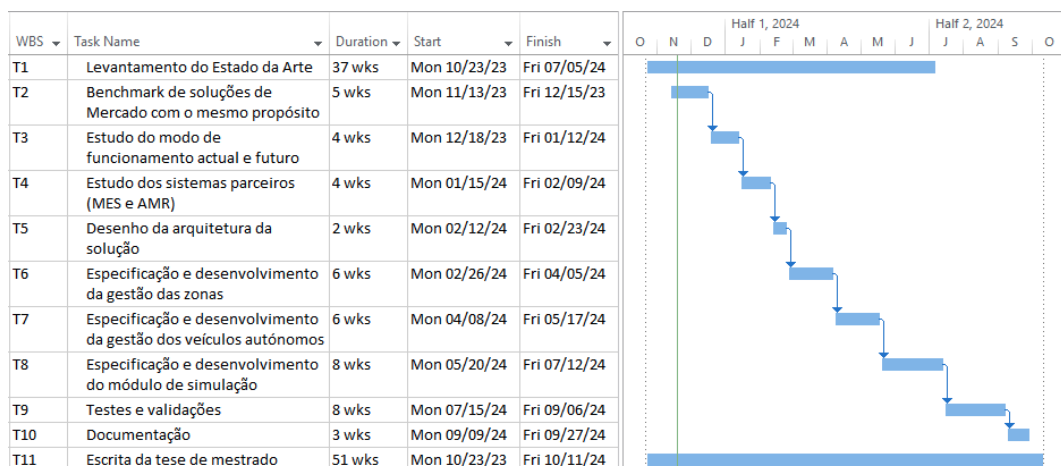 Half 1, 2024 Half 2, 2024
WBS Task Name Duration Start Finish O N D J F M A M J J A S O
T1 Levantamento do Estado da Arte 37 wks Mon 10/23/23 Fri 07/05/24
T2 Benchmark de soluções de 5 wks Mon 11/13/23 Fri 12/15/23
Mercado com o mesmo propósito
T3 Estudo do modo de 4 wks Mon 12/18/23 Fri 01/12/24
funcionamento actual e futuro
T4 Estudo dos sistemas parceiros 4 wks Mon 01/15/24 Fri 02/09/24
(MES e AMR)
T5 Desenho da arquitetura da 2 wks Mon 02/12/24 Fri 02/23/24
solução
T6 Especificação e desenvolvimento 6 wks Mon 02/26/24 Fri 04/05/24
da gestão das zonas
T7 Especificação e desenvolvimento 6 wks Mon 04/08/24 Fri 05/17/24
da gestão dos veículos autónomos
T8 Especificação e desenvolvimento 8 wks Mon 05/20/24 Fri 07/12/24
do módulo de simulação
T9 Testes e validações 8 wks Mon 07/15/24 Fri 09/06/24
T10 Documentação 3 wks Mon 09/09/24 Fri 09/27/24
T11 Escrita da tese de mestrado 51 wks Mon 10/23/23 Fri 10/11/24